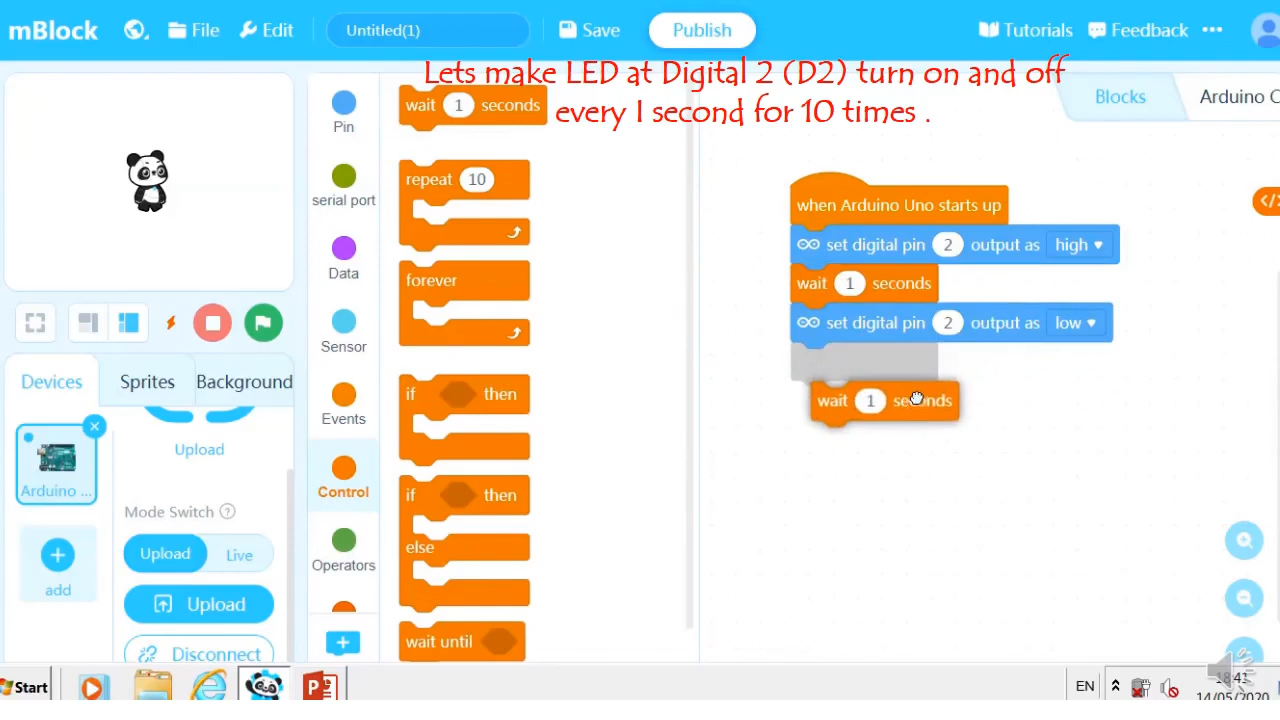 mBlock
File
Edit
Untitled(1)
Save
Publish
Tutorials
Feedback
Lets make LED at Digital 2 (D2) turn on and off
every 1 second for 10 times .
Blocks
Arduino C
Pin
serial port
Data
Sensor
Events
Control
Operators
wait 1 seconds
repeat 10
forever
if then
if then
else
wait until
when Arduino Uno starts up
set digital pin 2 output as high
wait 1 seconds
set digital pin 2 output as low
wait 1 seconds
Devices
Sprites
Background
Upload
Arduino ...
add
Mode Switch ?
Upload
Live
Upload
Disconnect
Start
EN
18:41
14/05/2020